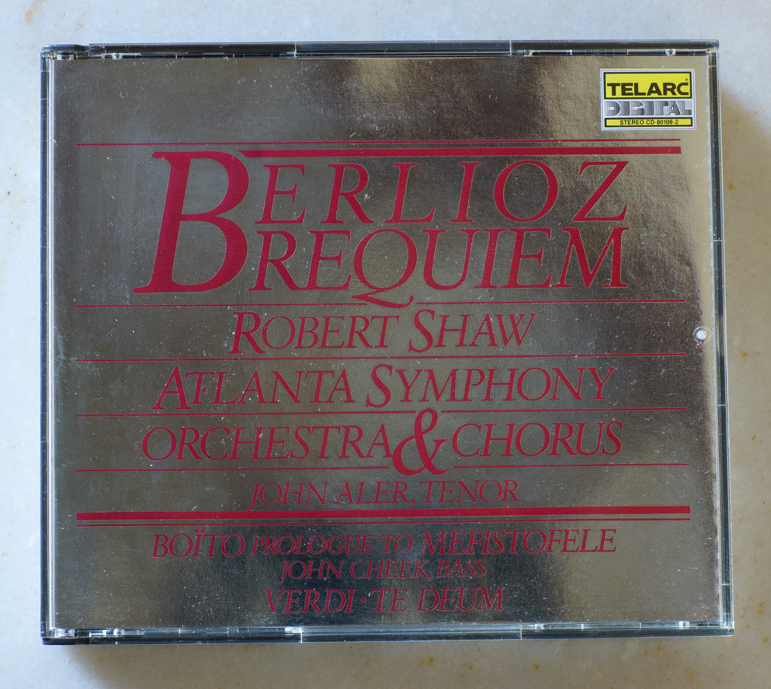 TELARC®
DIGITAL
STEREO CD-80109-2
BERLIOZ
REQUIEM
ROBERT SHAW
ATLANTA SYMPHONY
ORCHESTRA & CHORUS
JOHN ALER, TENOR
BOÏTO PROLOGUE TO MEFISTOFELE
JOHN CHEEK, BASS
VERDI · TE DEUM